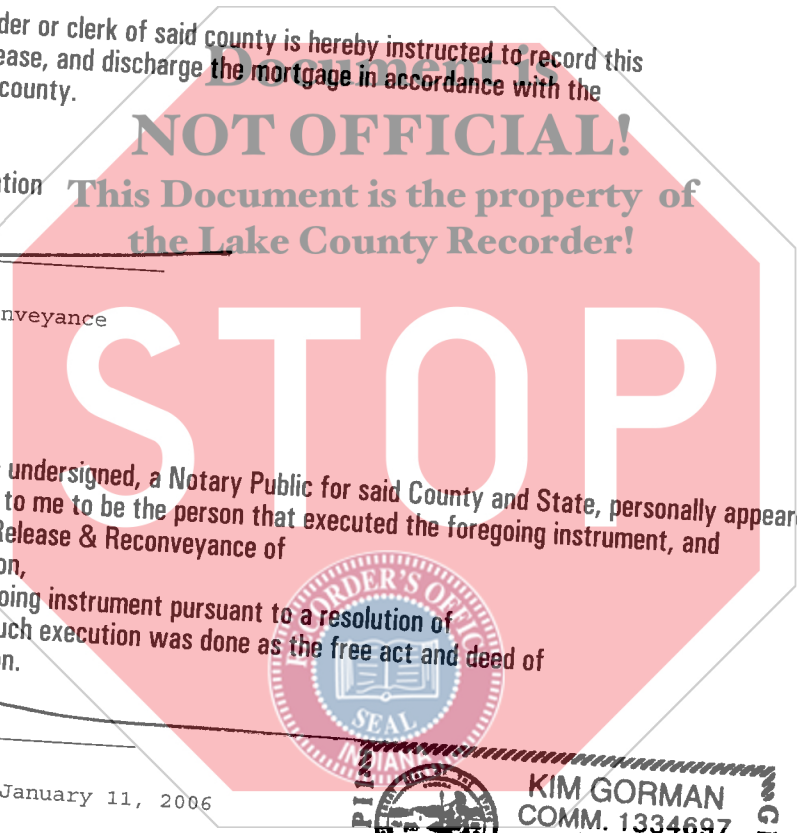 der or clerk of said county is hereby instructed to record this
ease, and discharge the mortgage in accordance with the
county.
Document is
NOT OFFICIAL!
This Document is the property of
the Lake County Recorder!
STOP
nveyance
undersigned, a Notary Public for said County and State, personally appear
to me to be the person that executed the foregoing instrument, and
Release & Reconveyance of
on,
oing instrument pursuant to a resolution of
uch execution was done as the free act and deed of
n.
RECORDER'S OFFIC
SEAL
INDIANA
January 11, 2006
KIM GORMAN
COMM. 1334697